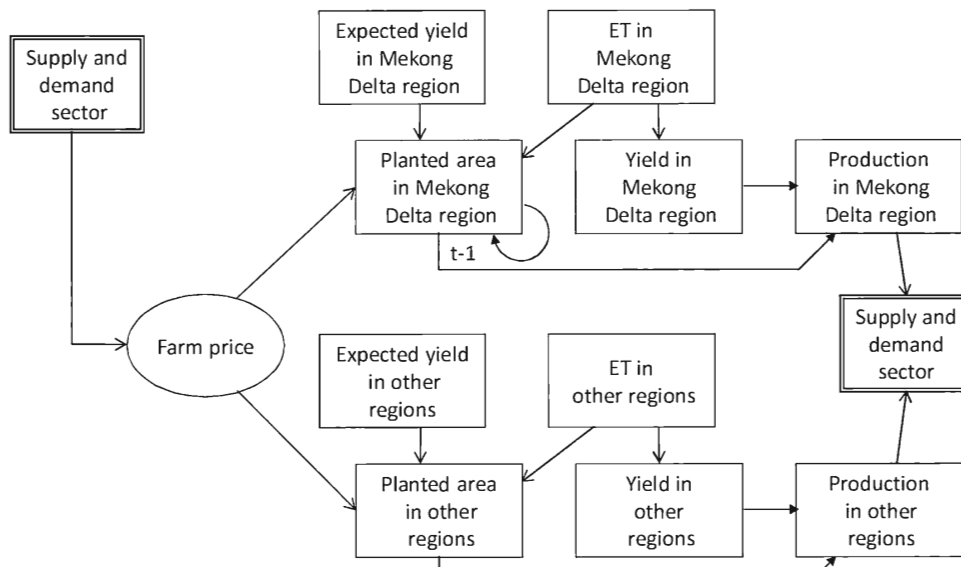 Supply and
demand
sector
Expected yield
in Mekong
Delta region
ET in
Mekong
Delta region
Planted area
in Mekong
Delta region
Yield in
Mekong
Delta region
Production
in Mekong
Delta region
t-1
Farm price
Supply and
demand
sector
Expected yield
in other
regions
ET in
other regions
Planted area
in other
regions
Yield in
other
regions
Production
in other
regions